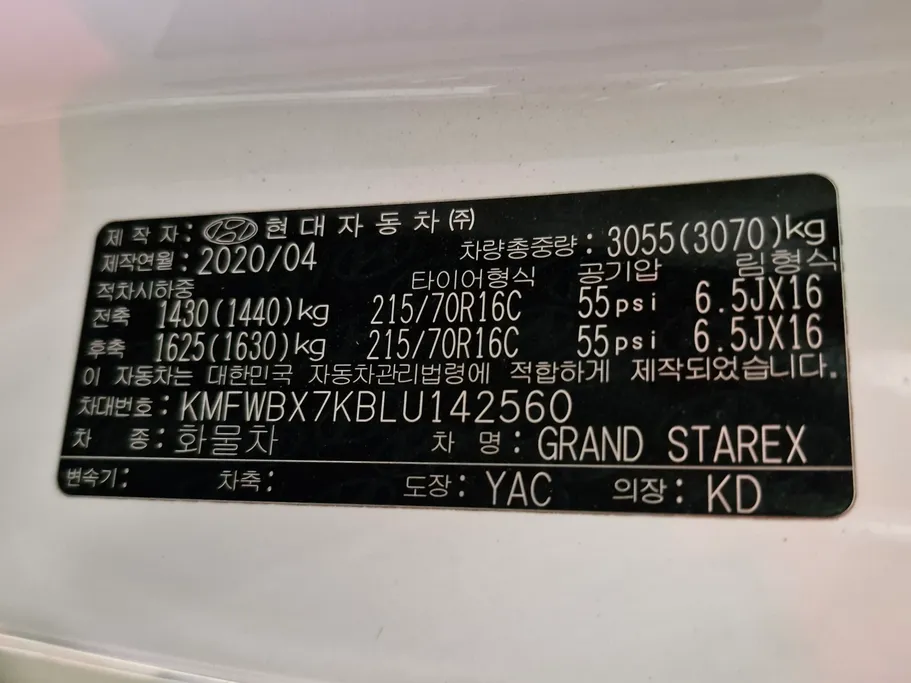 제 작 자 : 현 대 자 동 차 ㈜
제작연월 : 2020/04 차량총중량 : 3055(3070)kg
적차시하중 타이어형식 공기압 림형식
전축 1430(1440)kg 215/70R16C 55psi 6.5JX16
후축 1625(1630)kg 215/70R16C 55psi 6.5JX16
이 자동차는 대한민국 자동차관리법령에 적합하게 제작되었습니다.
차대번호 : KMFWBX7KBLU142560
차 종 : 화물차 차 명 : GRAND STAREX
변속기 : 차축 : 도장 : YAC 의장 : KD